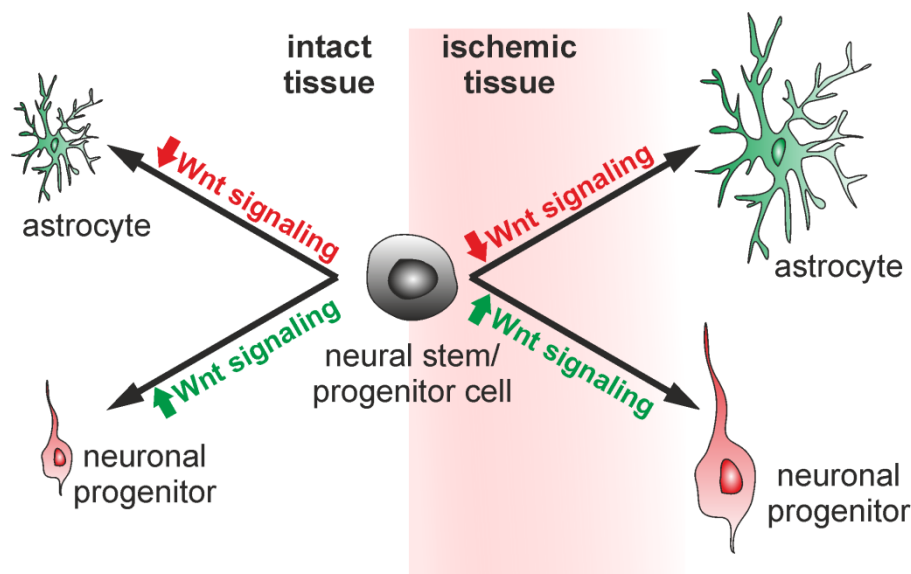 intact
tissue
ischemic
tissue
Wnt signaling
Wnt signaling
astrocyte
astrocyte
Wnt signaling
Wnt signaling
neural stem/
progenitor cell
neuronal
progenitor
neuronal
progenitor